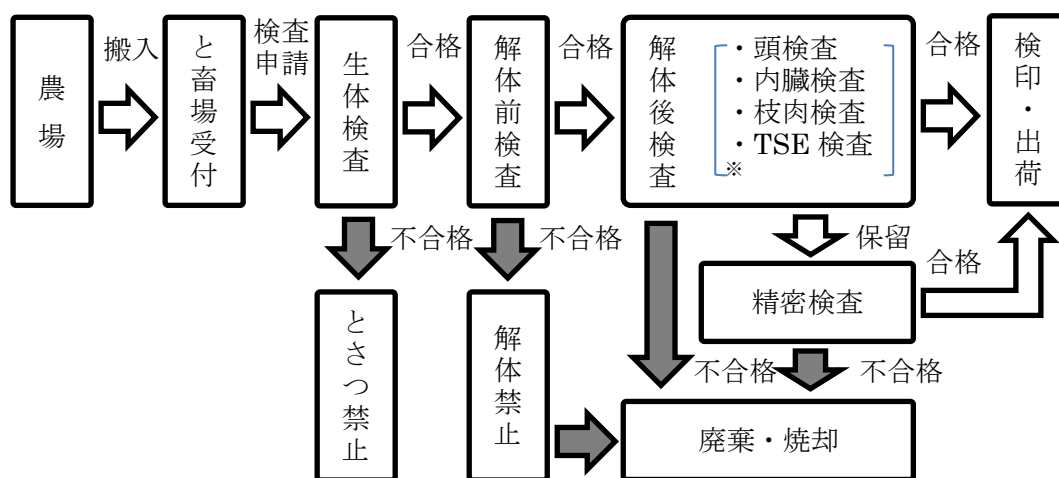 農場
搬入
と畜場受付
検査
申請
生体検査
合格
解体前検査
合格
解体後検査
・頭検査
・内臓検査
・枝肉検査
・TSE 検査
※
合格
検印・出荷
不合格
不合格
保留
合格
とさつ禁止
解体禁止
精密検査
不合格
不合格
廃棄・焼却